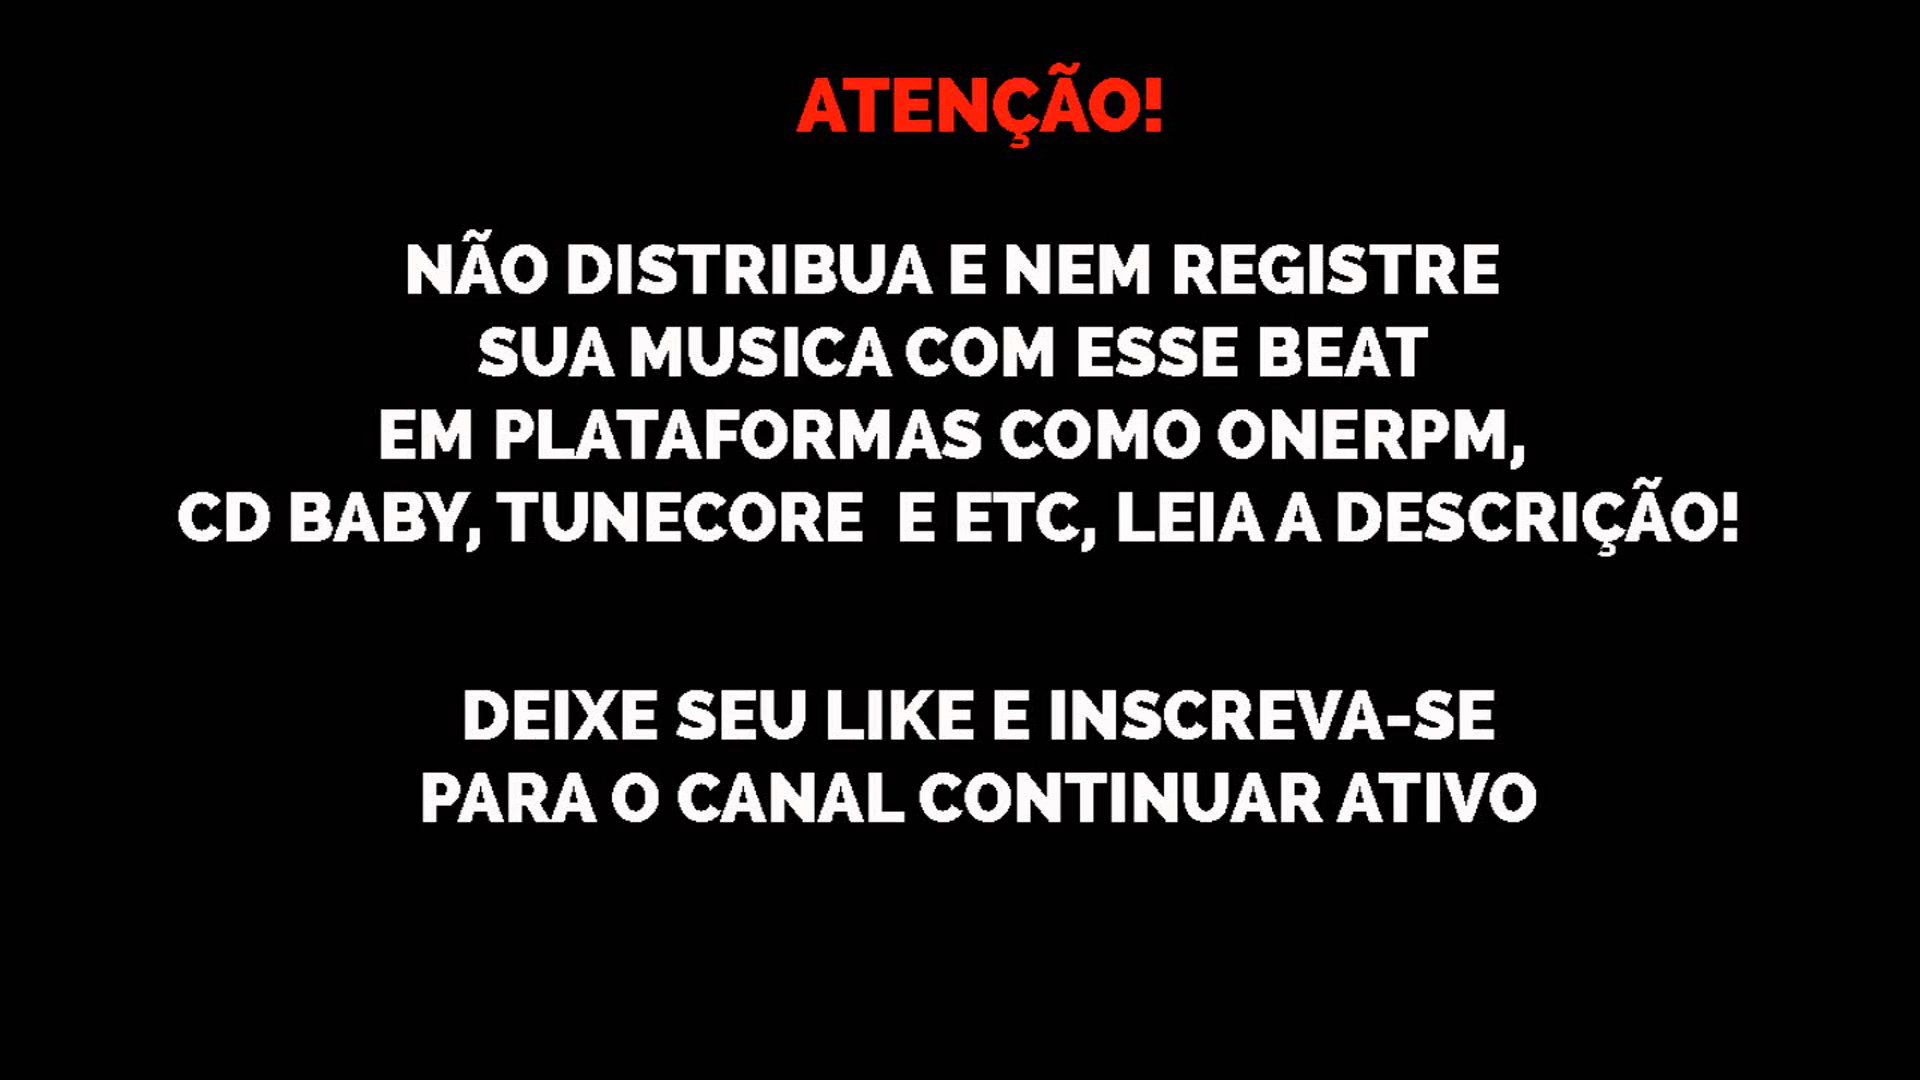 ATENÇÃO!
NÃO DISTRIBUA E NEM REGISTRE
SUA MUSICA COM ESSE BEAT
EM PLATAFORMAS COMO ONERPM,
CD BABY, TUNECORE  E ETC, LEIA A DESCRIÇÃO!
DEIXE SEU LIKE E INSCREVA-SE
PARA O CANAL CONTINUAR ATIVO